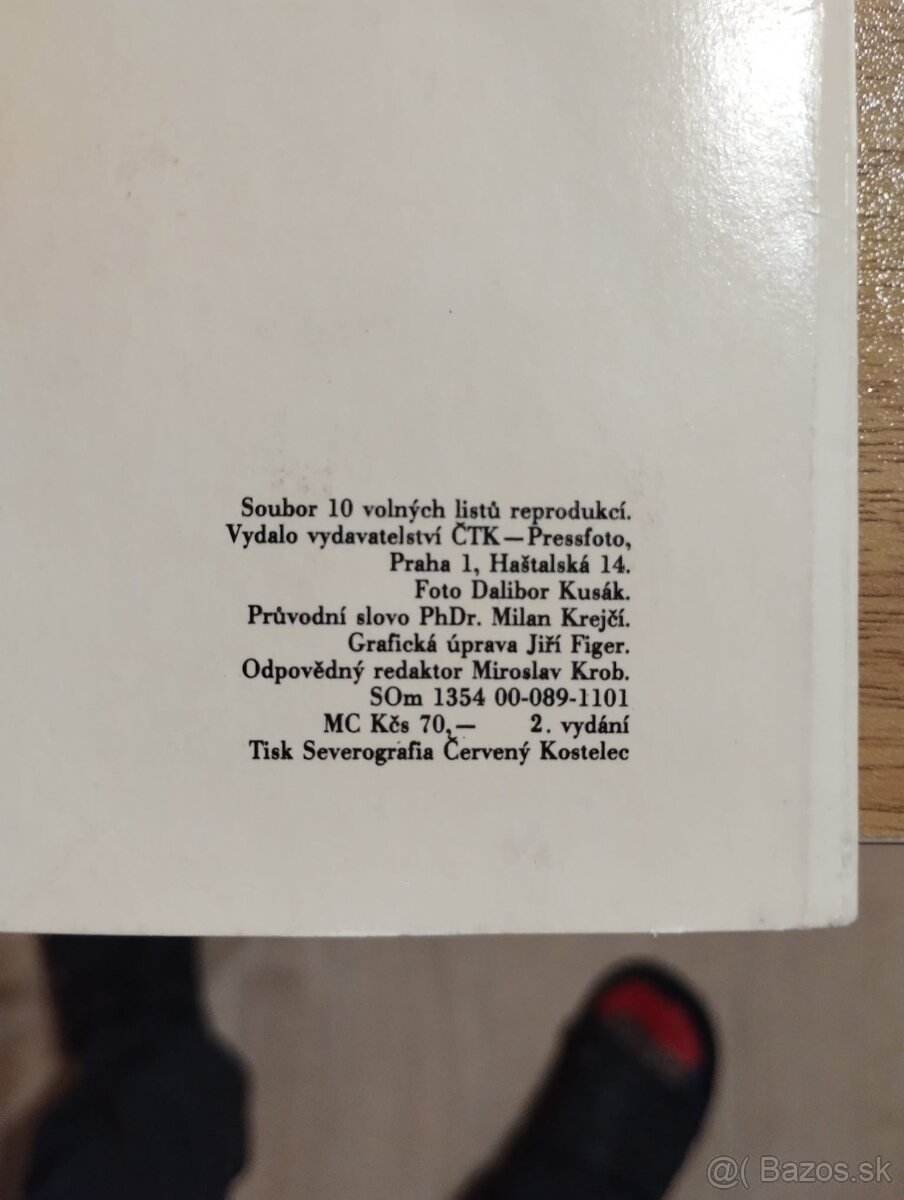 Soubor 10 volných listů reprodukcí.
Vydalo vydavatelství ČTK—Pressfoto,
Praha 1, Haštalská 14.
Foto Dalibor Kusák.
Průvodní slovo PhDr. Milan Krejčí.
Grafická úprava Jiří Figer.
Odpovědný redaktor Miroslav Krob.
SOm 1354 00-089-1101
MC Kčs 70,— 2. vydání
Tisk Severografia Červený Kostelec
@( Bazos.sk